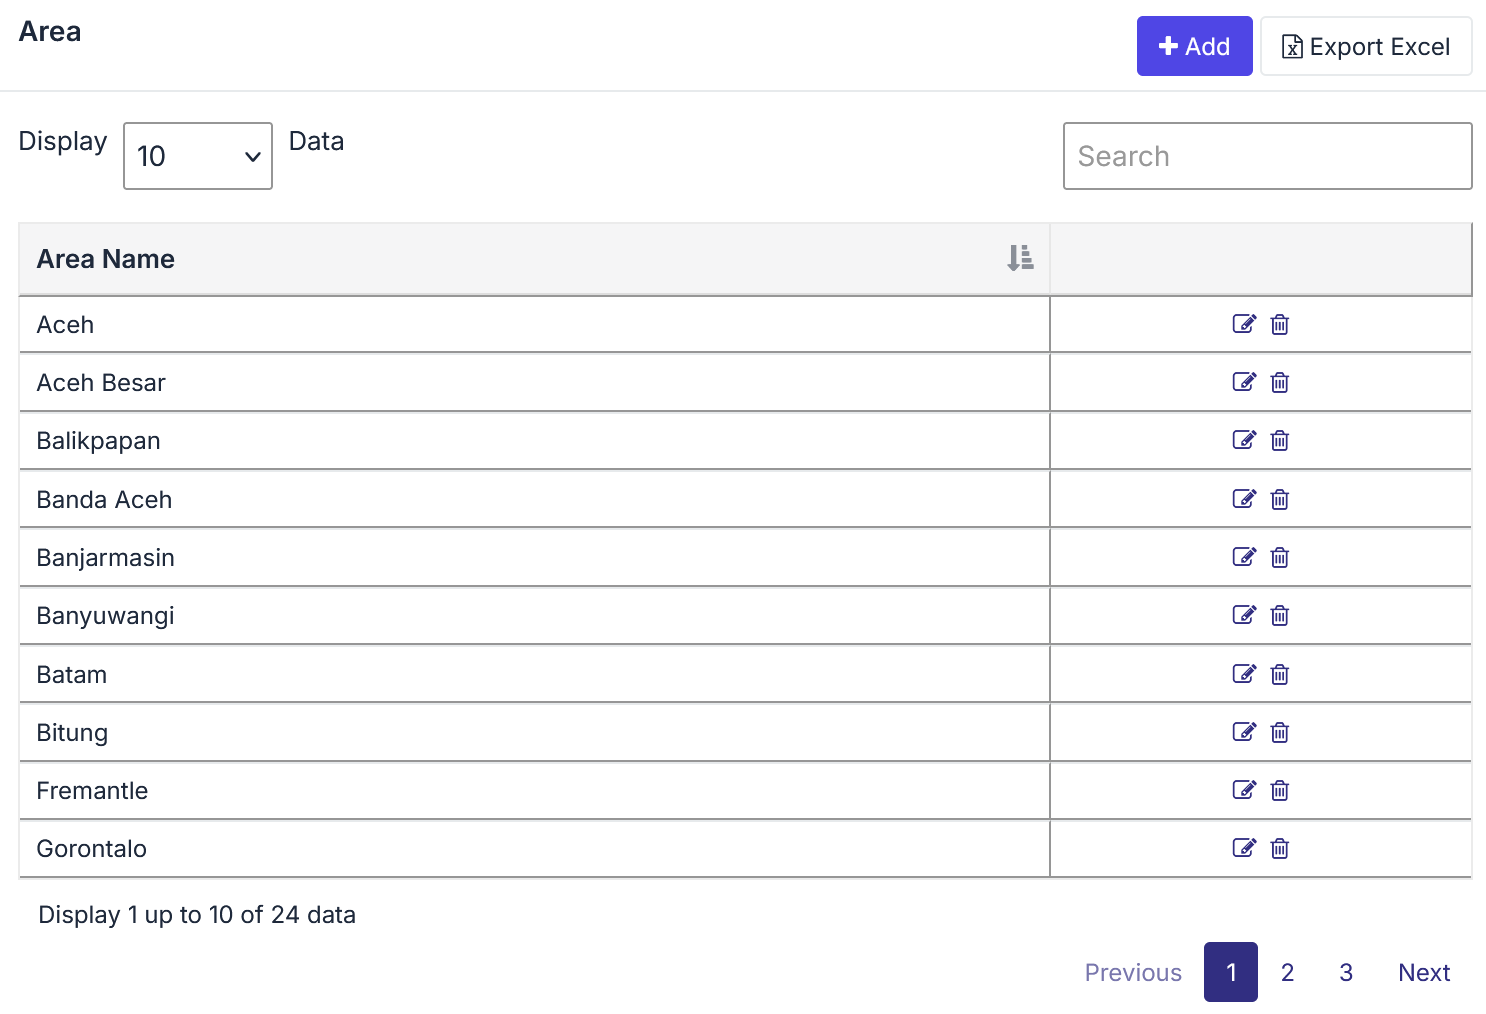 Area
Add
Export Excel
Display 10 Data
Search
Area Name
Aceh
Aceh Besar
Balikpapan
Banda Aceh
Banjarmasin
Banyuwangi
Batam
Bitung
Fremantle
Gorontalo
Display 1 up to 10 of 24 data
Previous 1 2 3 Next